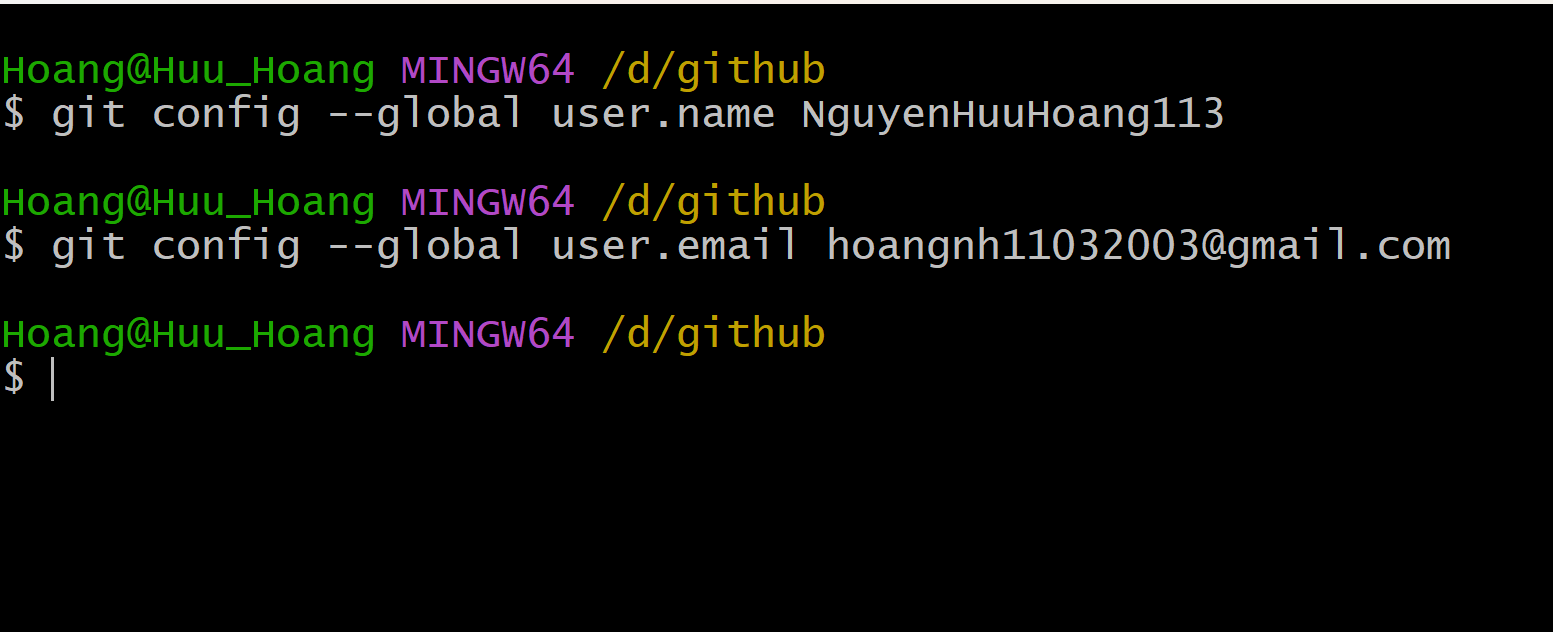 Hoang@Huu_Hoang MINGW64 /d/github
$ git config --global user.name NguyenHuuHoang113
Hoang@Huu_Hoang MINGW64 /d/github
$ git config --global user.email hoangnh11032003@gmail.com
Hoang@Huu_Hoang MINGW64 /d/github
$